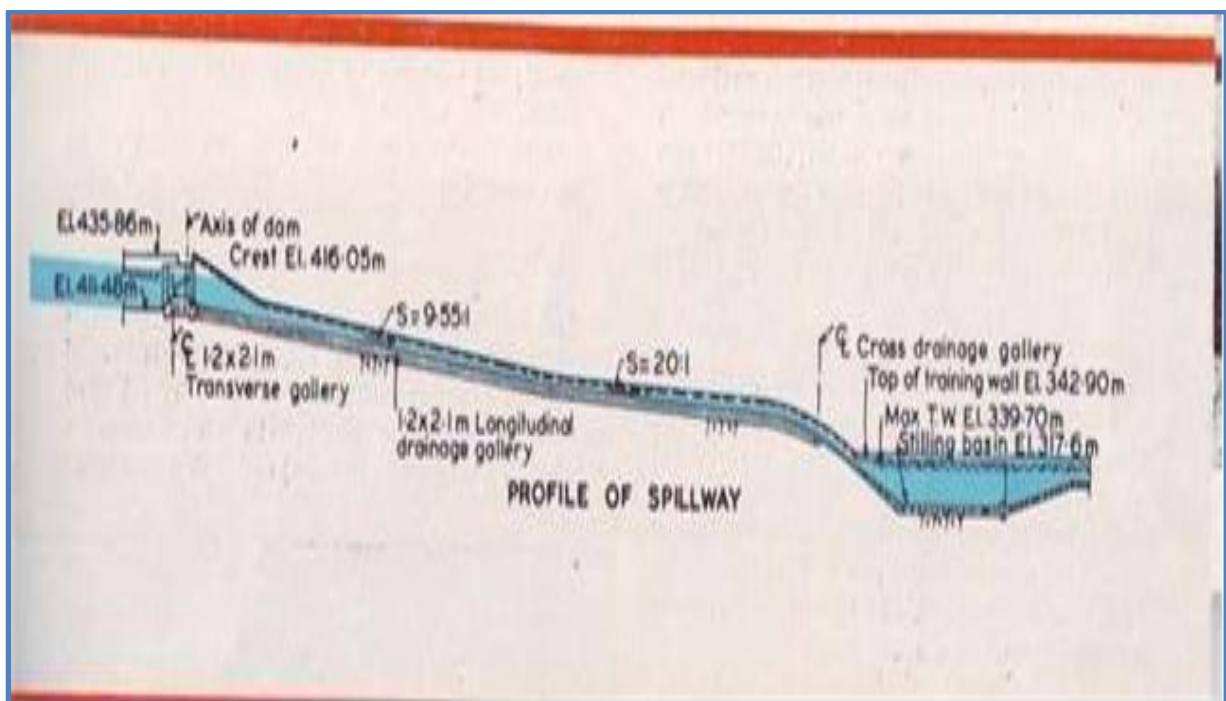 El.435·86m
Axis of dam
Crest El. 416·05m
El.411·48m
S=9·55:1
℄ 1·2x2·1m
Transverse gallery
S=20:1
1·2x2·1m Longitudinal
drainage gallery
℄ Cross drainage gallery
Top of training wall El. 342·90m
Max T.W El. 339·70m
Stilling basin El.317·6m
PROFILE OF SPILLWAY